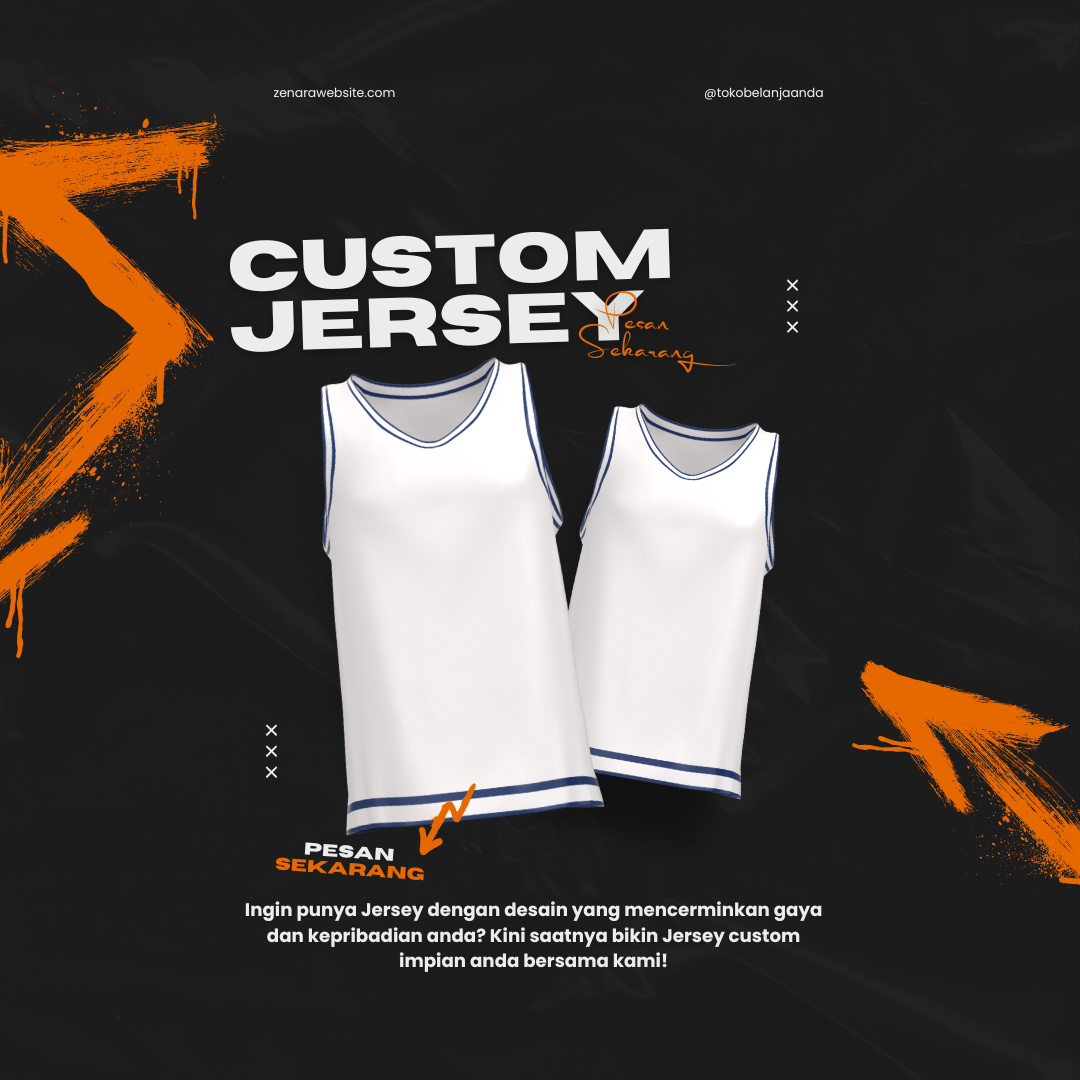 zenarawebsite.com
@tokobelanjaanda
CUSTOM
JERSEY
Pesan
Sekarang
PESAN
SEKARANG
Ingin punya Jersey dengan desain yang mencerminkan gaya
dan kepribadian anda? Kini saatnya bikin Jersey custom
impian anda bersama kami!